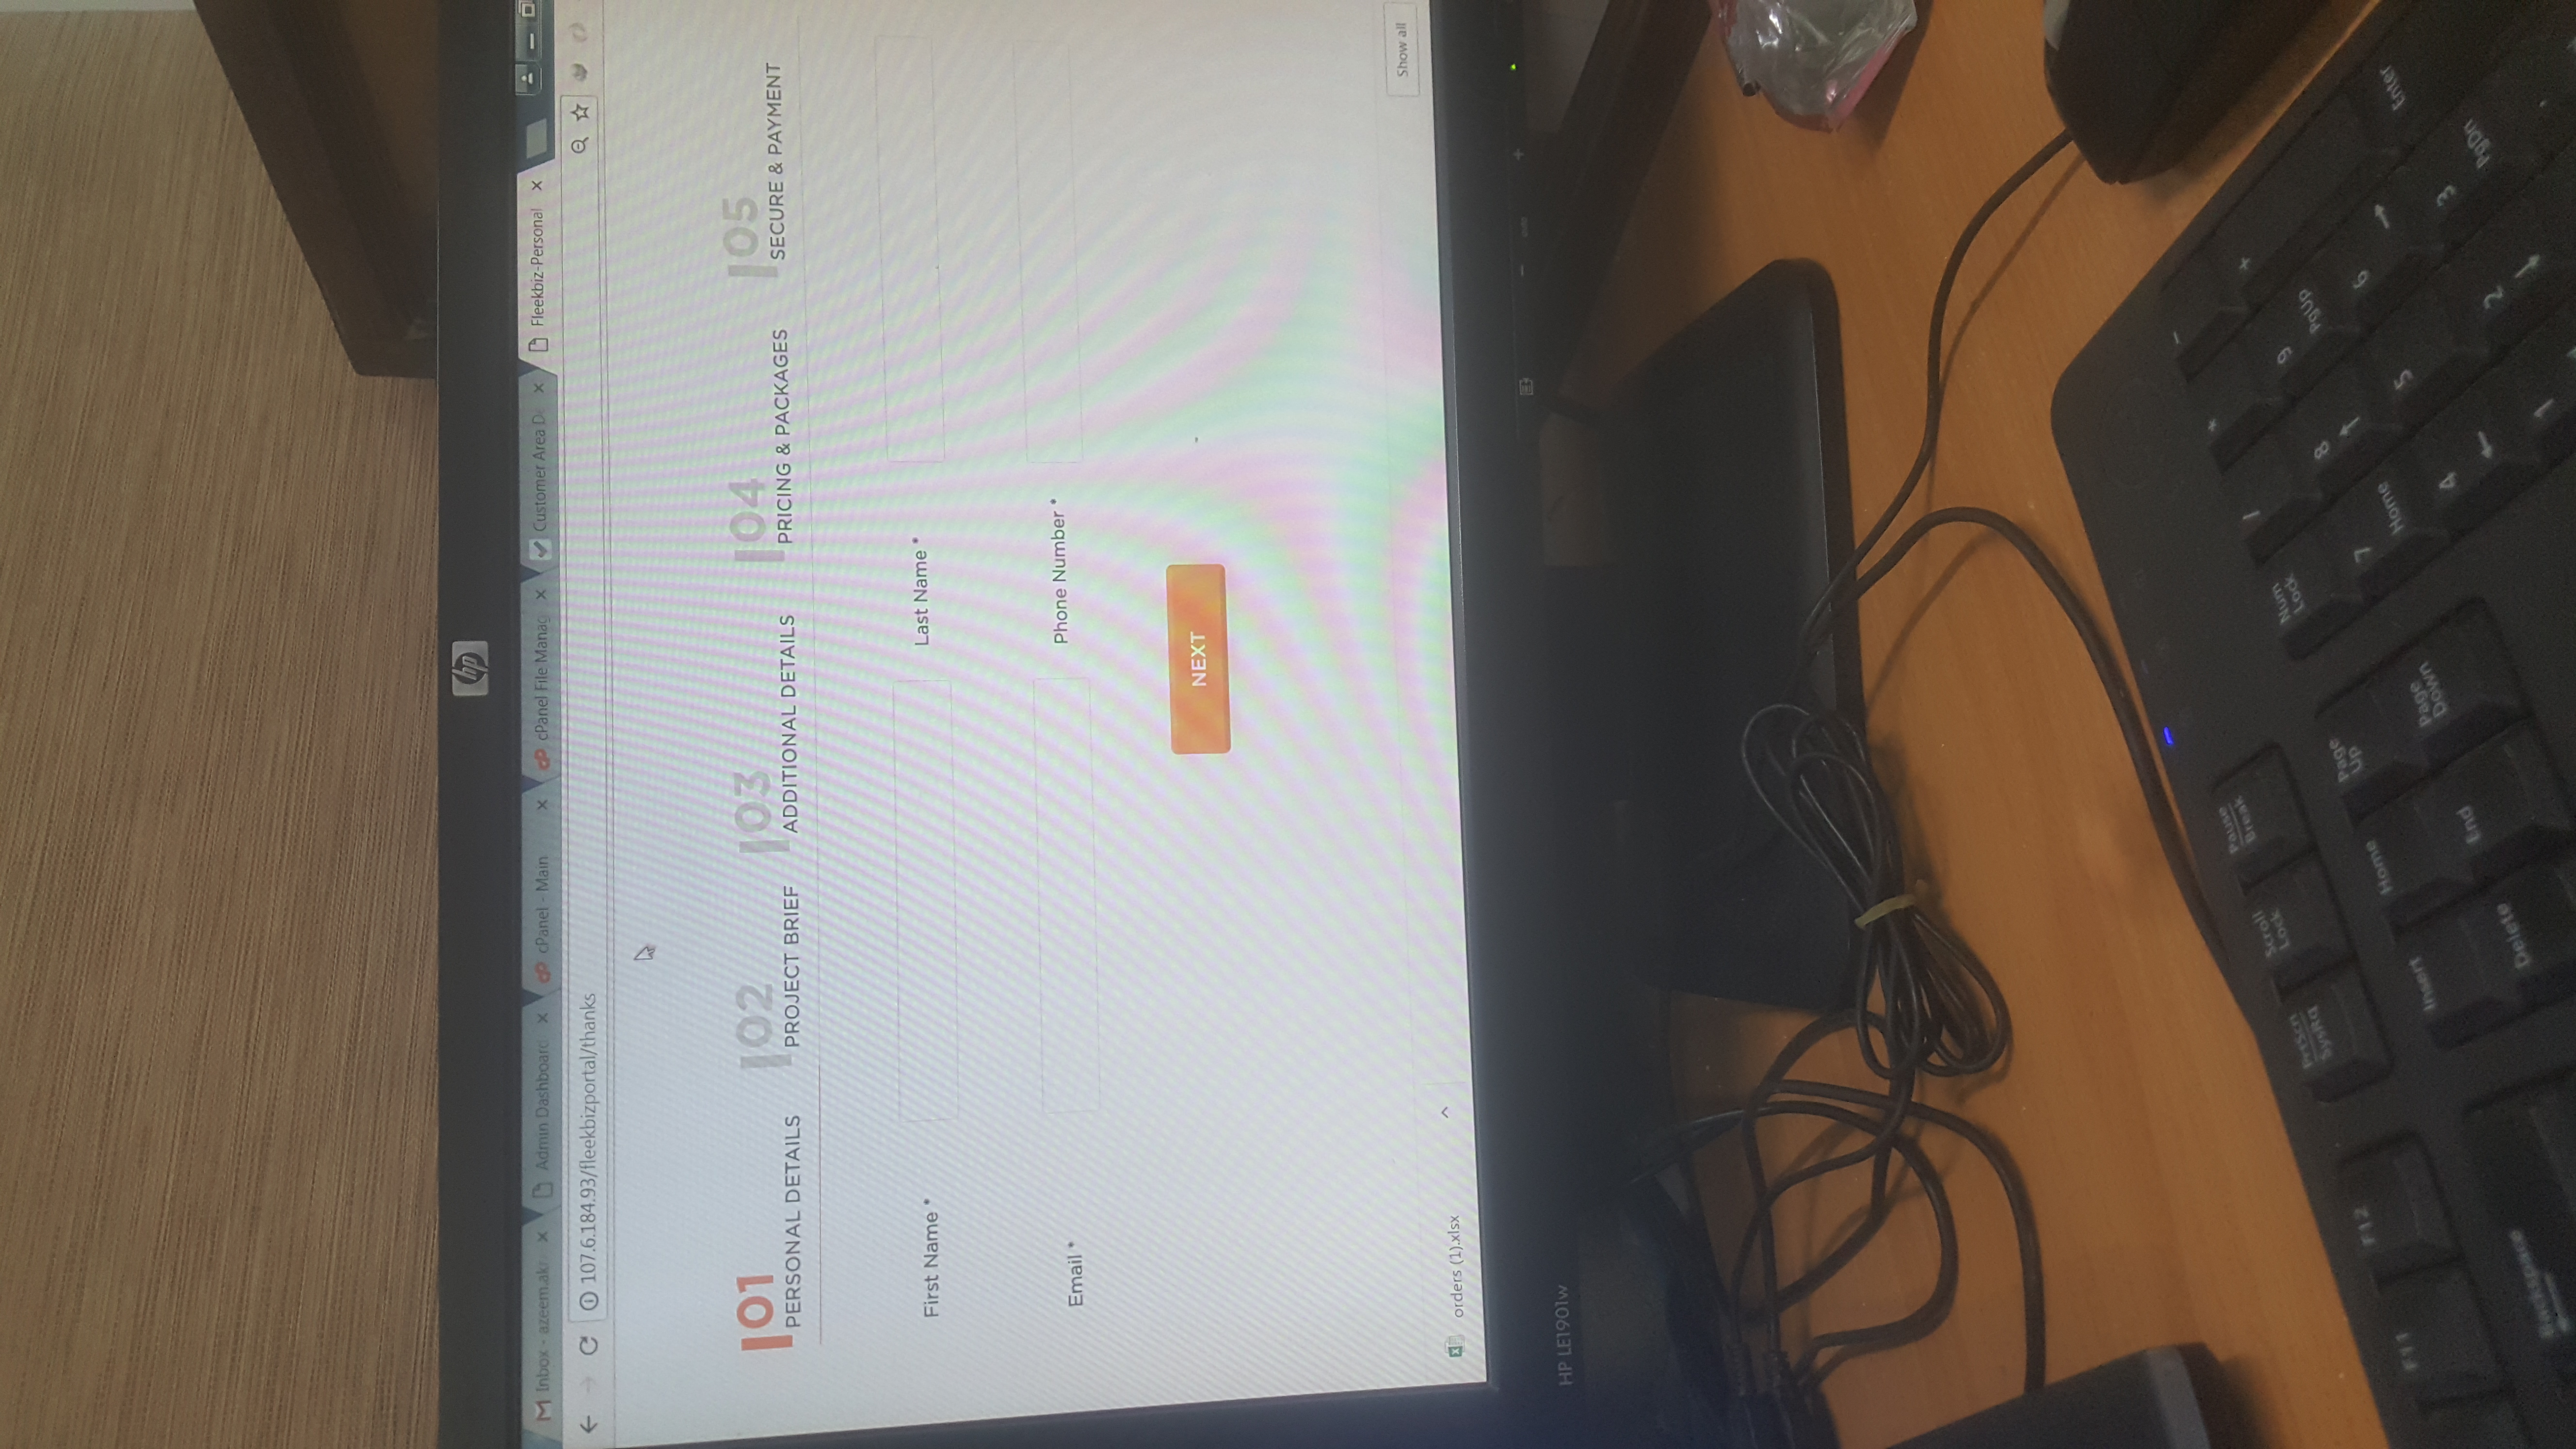 hp
Inbox - azeem.akr
Admin Dashboard
cPanel - Main
cPanel File Manag
Customer Area D
Fleekbiz-Personal
107.6.184.93/fleekbizportal/thanks
01
PERSONAL DETAILS
02
PROJECT BRIEF
03
ADDITIONAL DETAILS
04
PRICING & PACKAGES
05
SECURE & PAYMENT
First Name *
Last Name *
Email *
Phone Number *
NEXT
Show all
orders (1).xlsx
HP LE1901w
Pause
Break
Scroll
Lock
PrtScn
SysRq
F12
F11
Num
Lock
/
*
-
+
Page
Up
Home
Insert
7
Home
8
9
PgUp
Page
Down
End
Delete
4
5
6
Enter
Backspace
1
2
3
PgDn